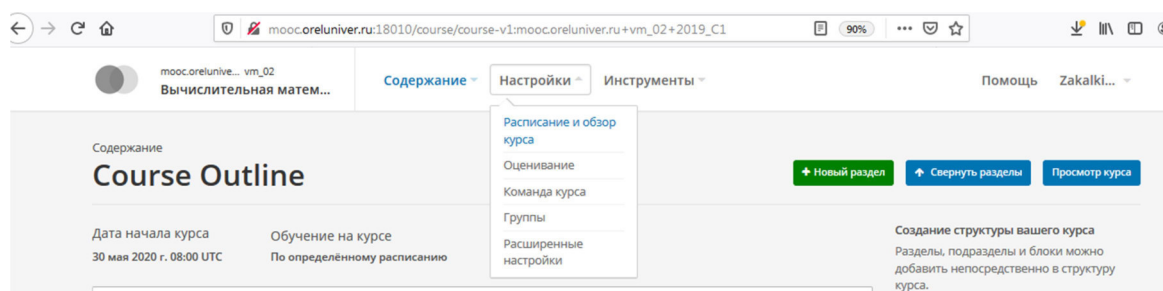 mooc.oreluniver.ru:18010/course/course-v1:mooc.oreluniver.ru+vm_02+2019_C1
90%
mooc.orelunive... vm_02
Вычислительная матем...
Содержание
Настройки
Инструменты
Помощь
Zakalki...
Расписание и обзор
курса
Оценивание
Команда курса
Группы
Расширенные
настройки
Содержание
Course Outline
+ Новый раздел
Свернуть разделы
Просмотр курса
Дата начала курса
30 мая 2020 г. 08:00 UTC
Обучение на курсе
По определённому расписанию
Создание структуры вашего курса
Разделы, подразделы и блоки можно
добавить непосредственно в структуру
курса.